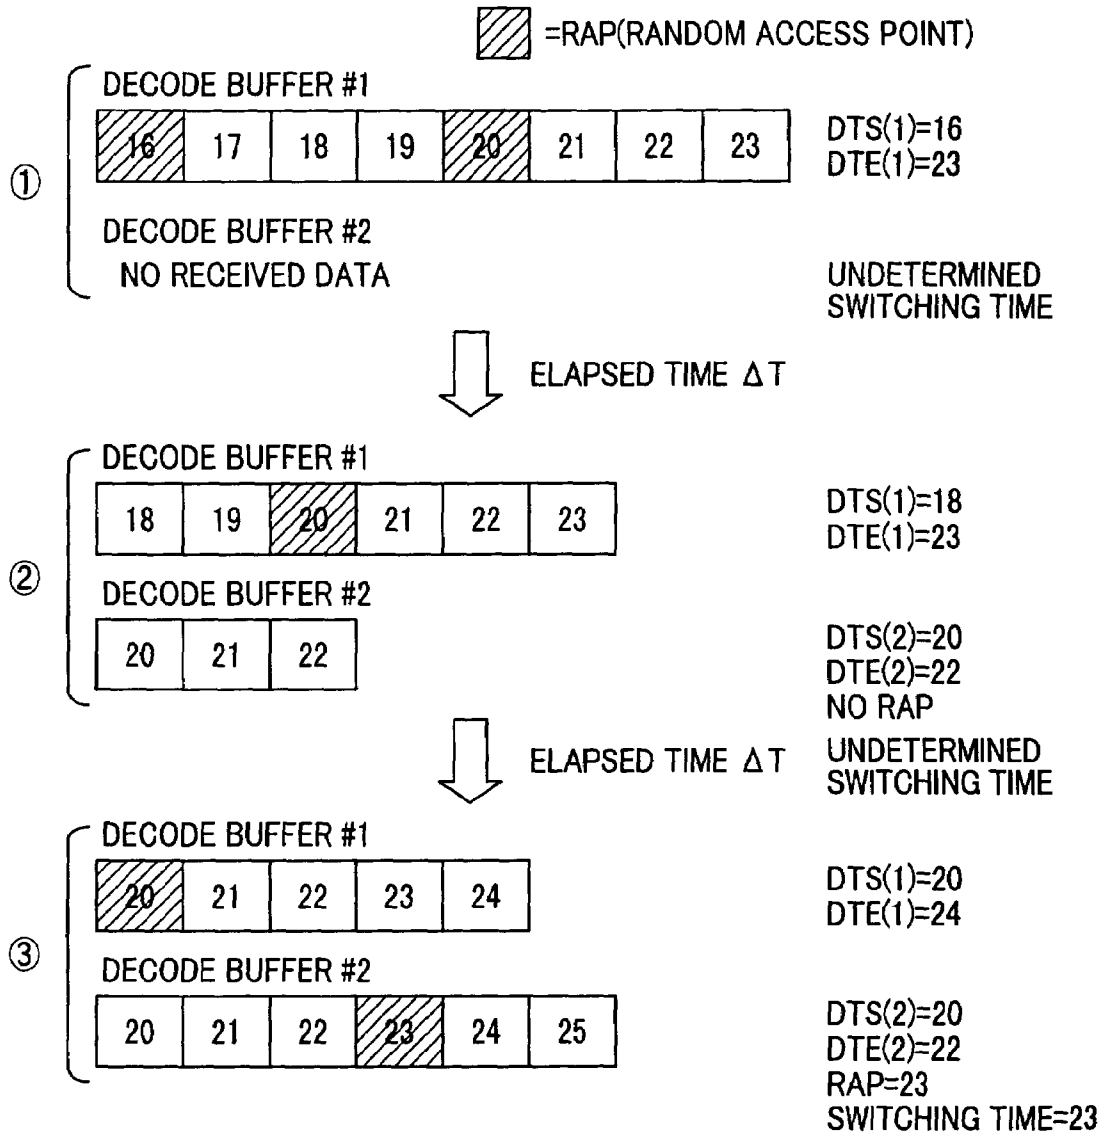 =RAP(RANDOM ACCESS POINT)
①
DECODE BUFFER #1
16 17 18 19 20 21 22 23
DTS(1)=16
DTE(1)=23
DECODE BUFFER #2
NO RECEIVED DATA
UNDETERMINED
SWITCHING TIME
ELAPSED TIME ΔT
②
DECODE BUFFER #1
18 19 20 21 22 23
DTS(1)=18
DTE(1)=23
DECODE BUFFER #2
20 21 22
DTS(2)=20
DTE(2)=22
NO RAP
UNDETERMINED
SWITCHING TIME
ELAPSED TIME ΔT
③
DECODE BUFFER #1
20 21 22 23 24
DTS(1)=20
DTE(1)=24
DECODE BUFFER #2
20 21 22 23 24 25
DTS(2)=20
DTE(2)=22
RAP=23
SWITCHING TIME=23